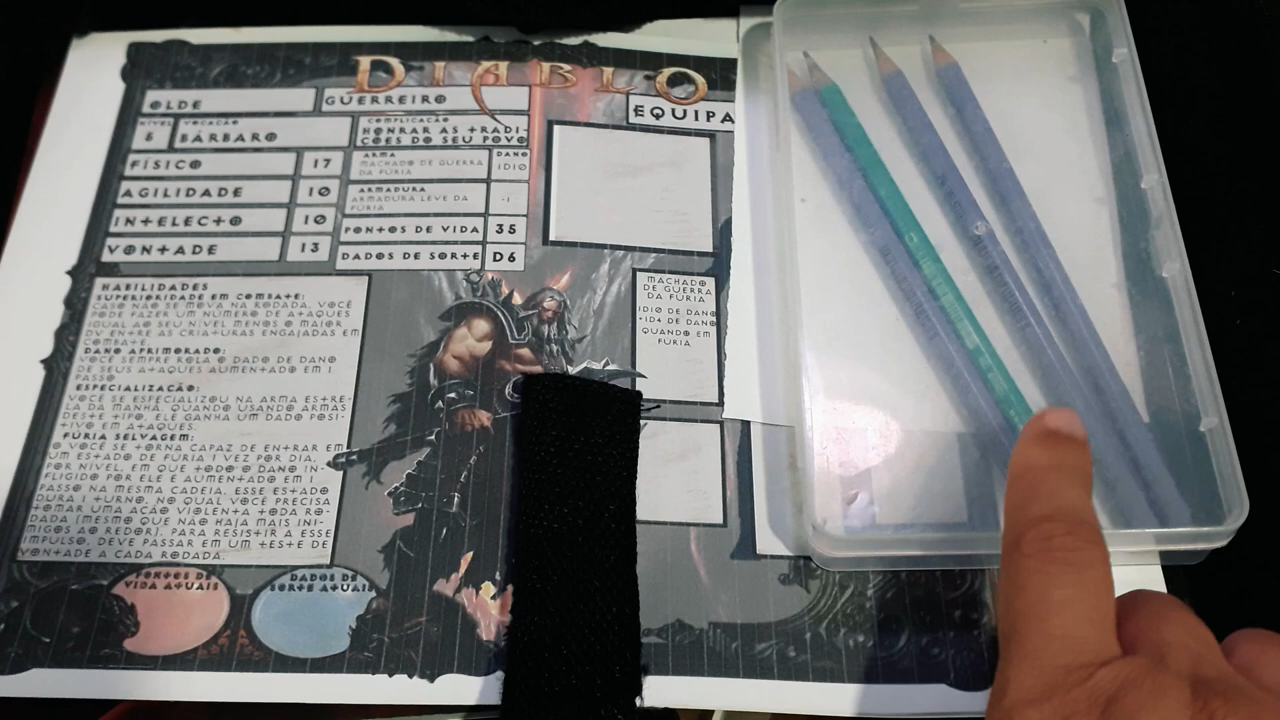 DIABLO
OLDE
GUERREIRO
NÍVEL
VOCAÇÃO
BÁRBARO
COMPLICAÇÃO
HONRAR AS TRADI-
ÇÕES DO SEU POVO
FÍSICO 17
AGILIDADE 10
INTELECTO 10
VONTADE 13
ARMA
MACHADO DE GUERRA
DA FÚRIA
DANO
1D10
ARMADURA
ARMADURA LEVE DA
FÚRIA
-1
PONTOS DE VIDA 35
DADOS DE SORTE D6
HABILIDADES
SUPERIORIDADE EM COMBATE:
CASO NÃO SE MOVA NA RODADA, VOCÊ
PODE FAZER UM NÚMERO DE ATAQUES
IGUAL AO SEU NÍVEL MENOS O MAIOR
DV ENTRE AS CRIATURAS ENGAJADAS EM
COMBATE.
DANO APRIMORADO:
VOCÊ SEMPRE ROLA O DADO DE DANO
DE SEUS ATAQUES AUMENTADO EM 1
PASSO
ESPECIALIZAÇÃO:
VOCÊ SE ESPECIALIZOU NA ARMA ESTRE-
LA DA MANHÃ. QUANDO USANDO ARMAS
DESTE TIPO, ELE GANHA UM DADO POSI-
TIVO EM ATAQUES.
FÚRIA SELVAGEM:
O VOCÊ SE TORNA CAPAZ DE ENTRAR EM
UM ESTADO DE FÚRIA 1 VEZ POR DIA,
POR NÍVEL, EM QUE TODO O DANO IN-
FLIGIDO POR ELE É AUMENTADO EM 1
PASSO NA MESMA CADEIA. ESSE ESTADO
DURA 1 TURNO, NO QUAL VOCÊ PRECISA
TOMAR UMA AÇÃO VIOLENTA TODA RO-
DADA (MESMO QUE NÃO HAJA MAIS INI-
MIGOS AO REDOR). PARA RESISTIR A ESSE
IMPULSO, DEVE PASSAR EM UM TESTE DE
VONTADE A CADA RODADA.
PONTOS DE
VIDA ATUAIS
DADOS DE
SORTE ATUAIS
EQUIPA
MACHADO
DE GUERRA
DA FÚRIA
1D10 DE DANO
+1D4 DE DANO
QUANDO EM
FÚRIA